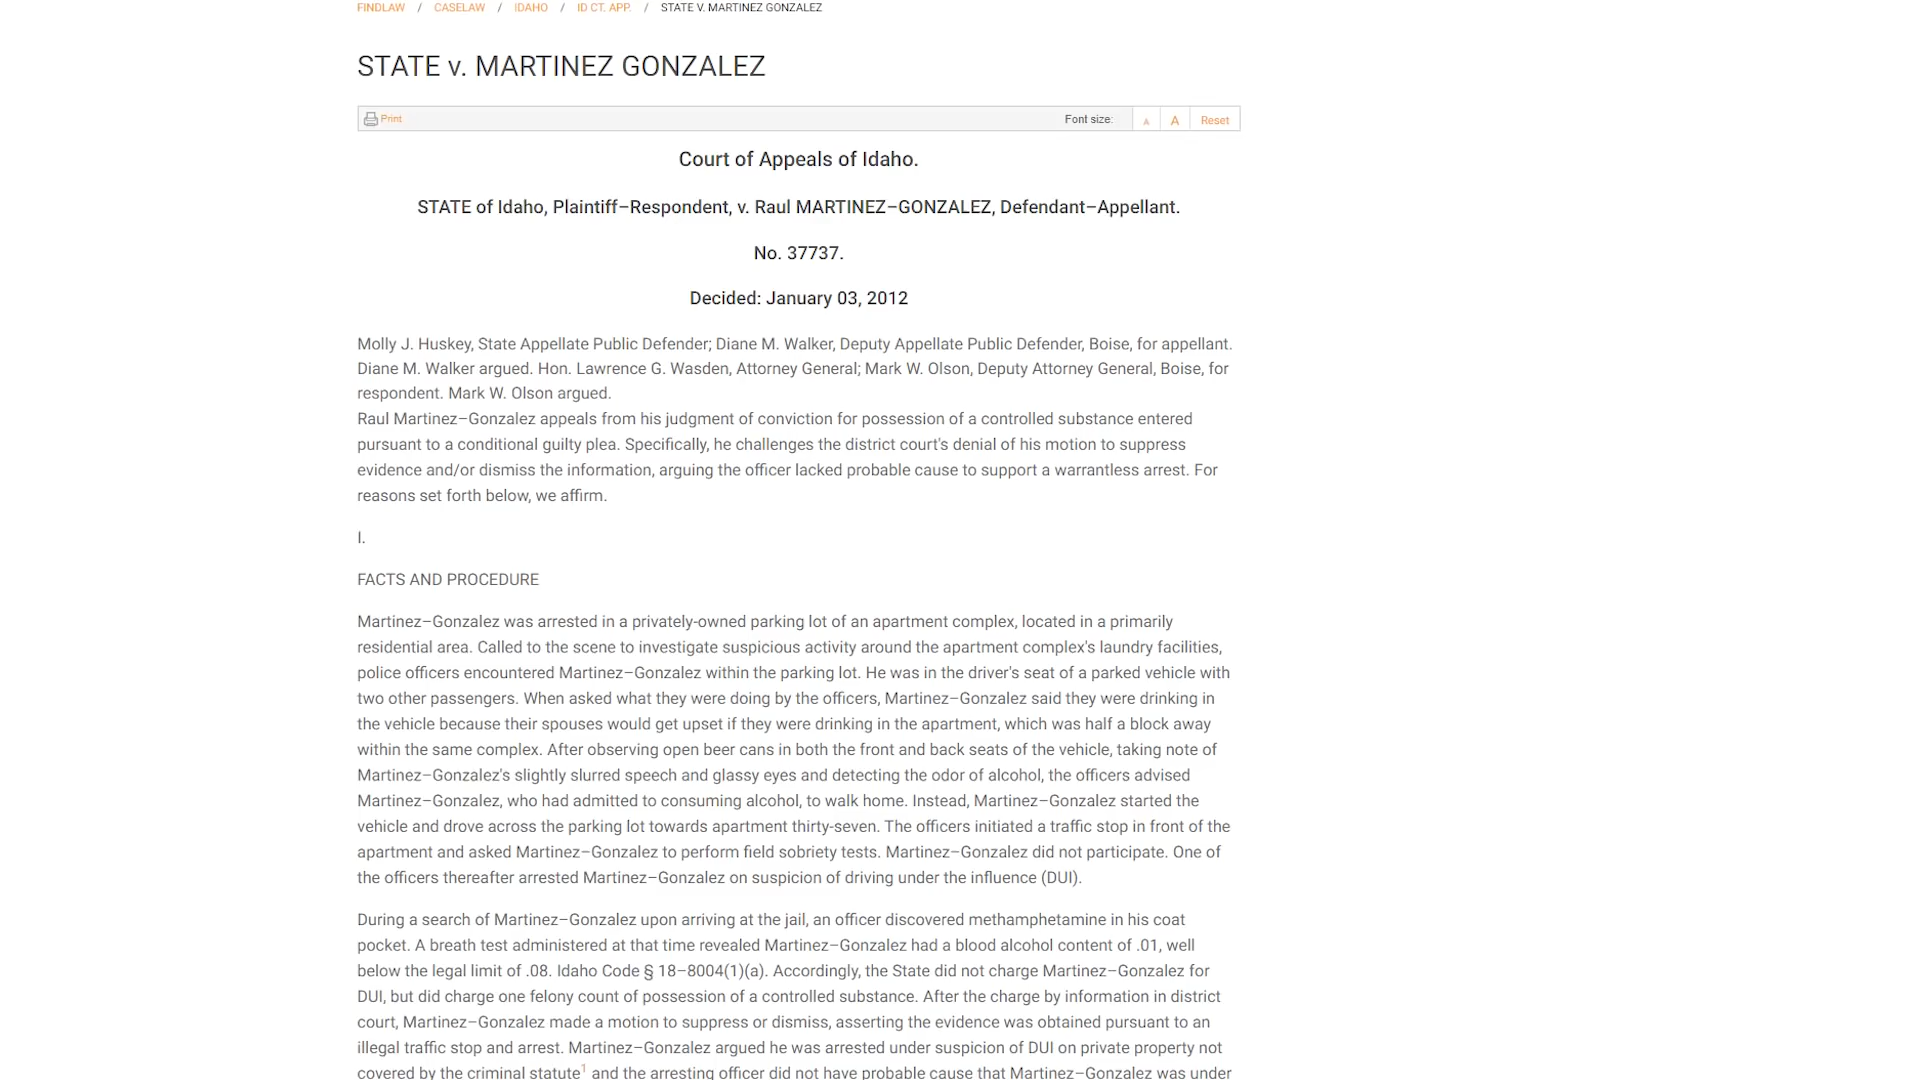 FINDLAW / CASELAW / IDAHO / ID CT. APP. / STATE V. MARTINEZ GONZALEZ
STATE v. MARTINEZ GONZALEZ
Print Font size: A A Reset
Court of Appeals of Idaho.
STATE of Idaho, Plaintiff–Respondent, v. Raul MARTINEZ–GONZALEZ, Defendant–Appellant.
No. 37737.
Decided: January 03, 2012
Molly J. Huskey, State Appellate Public Defender; Diane M. Walker, Deputy Appellate Public Defender, Boise, for appellant.
Diane M. Walker argued. Hon. Lawrence G. Wasden, Attorney General; Mark W. Olson, Deputy Attorney General, Boise, for
respondent. Mark W. Olson argued.
Raul Martinez–Gonzalez appeals from his judgment of conviction for possession of a controlled substance entered
pursuant to a conditional guilty plea. Specifically, he challenges the district court's denial of his motion to suppress
evidence and/or dismiss the information, arguing the officer lacked probable cause to support a warrantless arrest. For
reasons set forth below, we affirm.
I.
FACTS AND PROCEDURE
Martinez–Gonzalez was arrested in a privately-owned parking lot of an apartment complex, located in a primarily
residential area. Called to the scene to investigate suspicious activity around the apartment complex's laundry facilities,
police officers encountered Martinez–Gonzalez within the parking lot. He was in the driver's seat of a parked vehicle with
two other passengers. When asked what they were doing by the officers, Martinez–Gonzalez said they were drinking in
the vehicle because their spouses would get upset if they were drinking in the apartment, which was half a block away
within the same complex. After observing open beer cans in both the front and back seats of the vehicle, taking note of
Martinez–Gonzalez's slightly slurred speech and glassy eyes and detecting the odor of alcohol, the officers advised
Martinez–Gonzalez, who had admitted to consuming alcohol, to walk home. Instead, Martinez–Gonzalez started the
vehicle and drove across the parking lot towards apartment thirty-seven. The officers initiated a traffic stop in front of the
apartment and asked Martinez–Gonzalez to perform field sobriety tests. Martinez–Gonzalez did not participate. One of
the officers thereafter arrested Martinez–Gonzalez on suspicion of driving under the influence (DUI).
During a search of Martinez–Gonzalez upon arriving at the jail, an officer discovered methamphetamine in his coat
pocket. A breath test administered at that time revealed Martinez–Gonzalez had a blood alcohol content of .01, well
below the legal limit of .08. Idaho Code § 18–8004(1)(a). Accordingly, the State did not charge Martinez–Gonzalez for
DUI, but did charge one felony count of possession of a controlled substance. After the charge by information in district
court, Martinez–Gonzalez made a motion to suppress or dismiss, asserting the evidence was obtained pursuant to an
illegal traffic stop and arrest. Martinez–Gonzalez argued he was arrested under suspicion of DUI on private property not
covered by the criminal statute1 and the arresting officer did not have probable cause that Martinez–Gonzalez was under